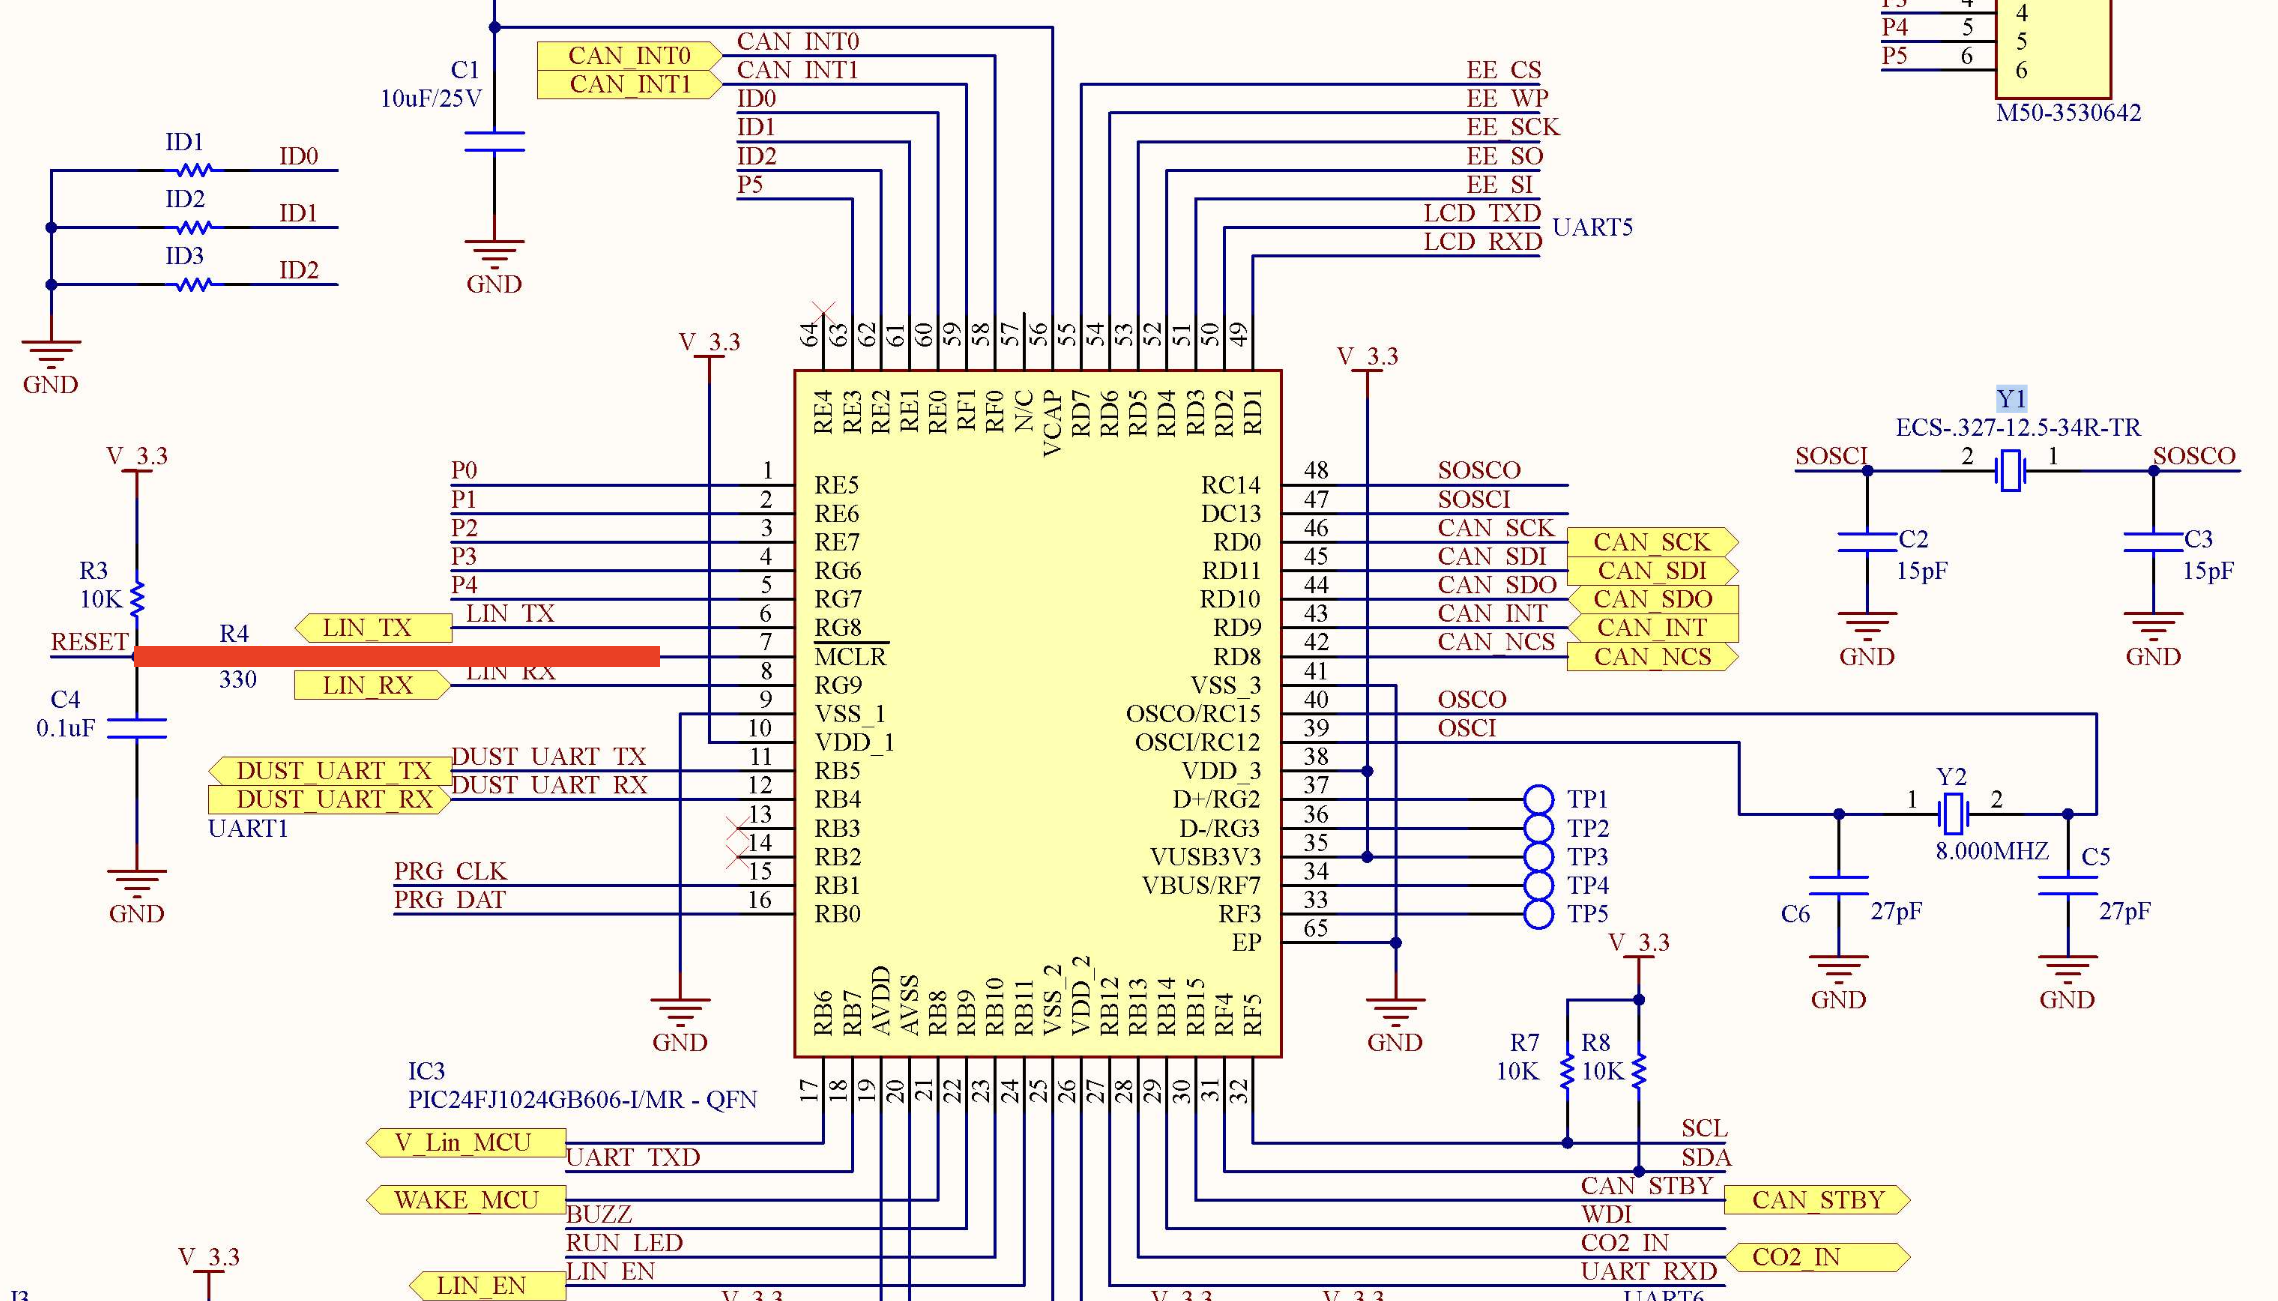 P4
P5
4
5
6
4
5
6
M50-3530642
C1
10uF/25V
GND
CAN_INT0
CAN_INT1
CAN_INT0
CAN_INT1
ID0
ID1
ID2
P5
EE_CS
EE_WP
EE_SCK
EE_SO
EE_SI
LCD_TXD
LCD_RXD
UART5
ID1
ID0
ID2
ID1
ID3
ID2
GND
V_3.3
V_3.3
64
63
62
61
60
59
58
57
56
55
54
53
52
51
50
49
RE4
RE3
RE2
RE1
RE0
RF1
RF0
N/C
VCAP
RD7
RD6
RD5
RD4
RD3
RD2
RD1
P0 1 RE5
P1 2 RE6
P2 3 RE7
P3 4 RG6
P4 5 RG7
LIN_TX LIN_TX 6 RG8
7 MCLR
LIN_RX LIN_RX 8 RG9
9 VSS_1
10 VDD_1
DUST_UART_TX DUST_UART_TX 11 RB5
DUST_UART_RX DUST_UART_RX 12 RB4
UART1
13 RB3
14 RB2
PRG_CLK 15 RB1
PRG_DAT 16 RB0
GND
V_3.3
R3
10K
RESET
R4
330
C4
0.1uF
GND
RC14 48 SOSCO
DC13 47 SOSCI
RD0 46 CAN_SCK CAN_SCK
RD11 45 CAN_SDI CAN_SDI
RD10 44 CAN_SDO CAN_SDO
RD9 43 CAN_INT CAN_INT
RD8 42 CAN_NCS CAN_NCS
VSS_3 41
OSCO/RC15 40 OSCO
OSCI/RC12 39 OSCI
VDD_3 38
D+/RG2 37 TP1
D-/RG3 36 TP2
VUSB3V3 35 TP3
VBUS/RF7 34 TP4
RF3 33 TP5
EP 65
GND
Y1
ECS-.327-12.5-34R-TR
SOSCI 2 1 SOSCO
C2
15pF
GND
C3
15pF
GND
Y2
1 2
8.000MHZ
C6
27pF
GND
C5
27pF
GND
RB6
RB7
AVDD
AVSS
RB8
RB9
RB10
RB11
VSS_2
VDD_2
RB12
RB13
RB14
RB15
RF4
RF5
17
18
19
20
21
22
23
24
25
26
27
28
29
30
31
32
IC3
PIC24FJ1024GB606-I/MR - QFN
V_Lin_MCU
UART_TXD
WAKE_MCU
BUZZ
RUN_LED
LIN_EN LIN_EN
V_3.3
R7
10K
R8
10K
SCL
SDA
CAN_STBY CAN_STBY
WDI
CO2_IN CO2_IN
UART_RXD
UART6
V_3.3
J3
V_3.3
V_3.3
V_3.3